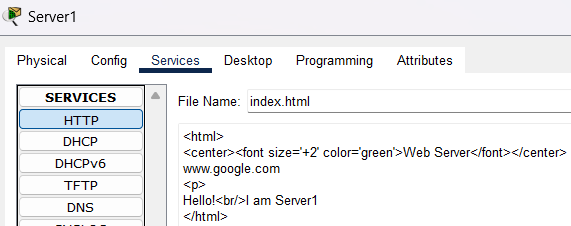 Server1
Physical Config Services Desktop Programming Attributes
SERVICES
HTTP
DHCP
DHCPv6
TFTP
DNS
File Name: index.html
<html>
<center><font size='+2' color='green'>Web Server</font></center>
www.google.com
<p>
Hello!<br/>I am Server1
</html>